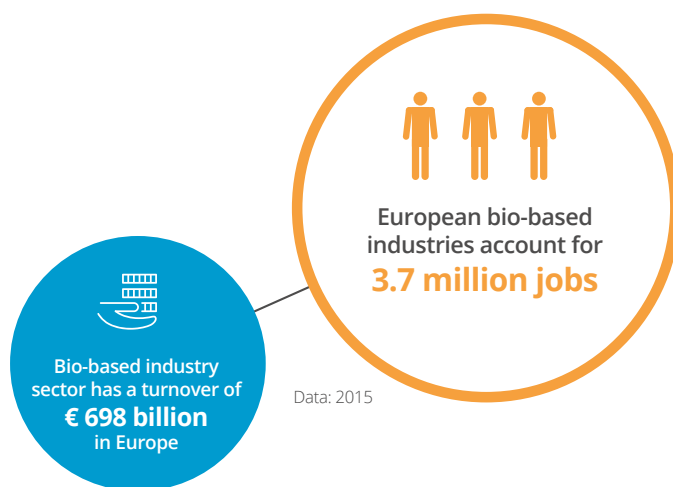 European bio-based
industries account for
3.7 million jobs
Bio-based industry
sector has a turnover of
€ 698 billion
in Europe
Data: 2015